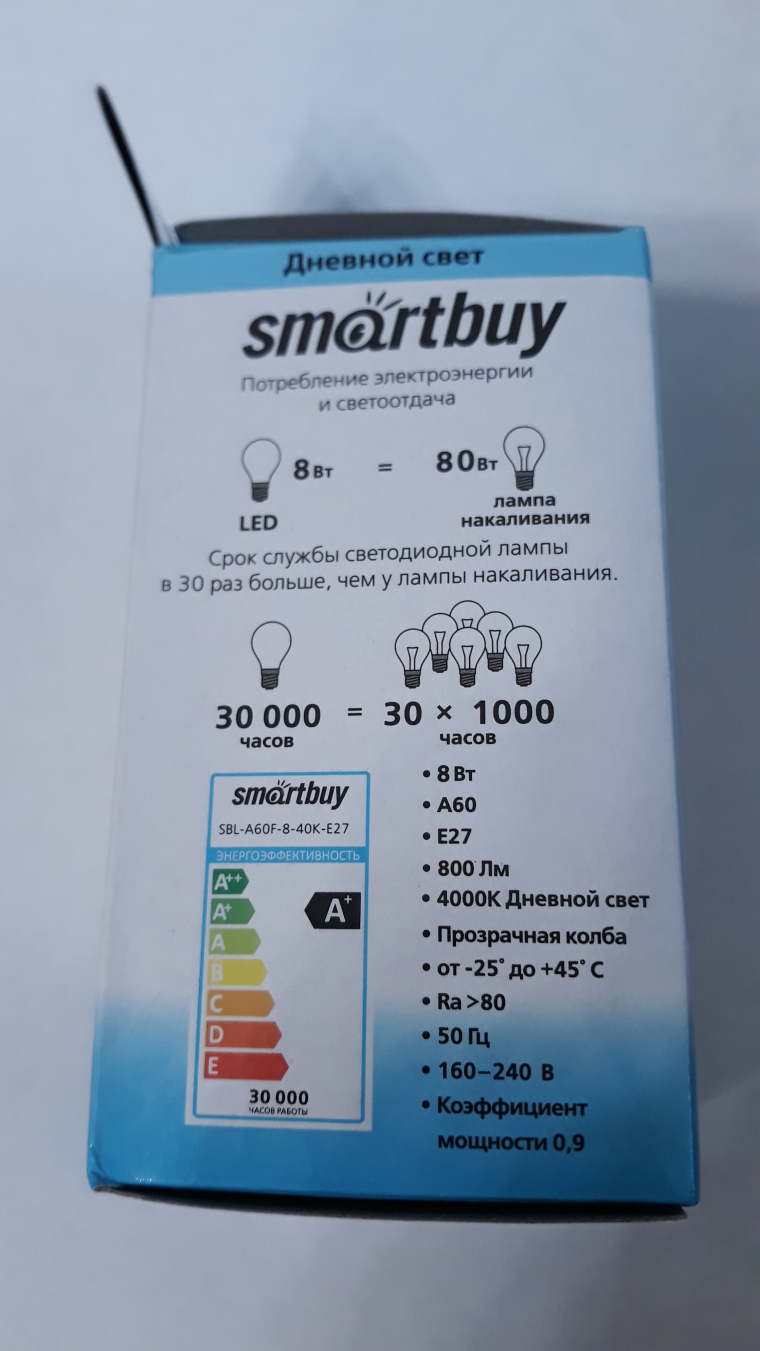 Дневной свет
smartbuy
Потребление электроэнергии
и светоотдача
8Вт = 80Вт
LED
лампа
накаливания
Срок службы светодиодной лампы
в 30 раз больше, чем у лампы накаливания.
30 000 = 30 × 1000
часов часов
smartbuy
SBL-A60F-8-40K-E27
ЭНЕРГОЭФФЕКТИВНОСТЬ
A++
A+ A+
A
B
C
D
E
30 000
ЧАСОВ РАБОТЫ
• 8 Вт
• A60
• E27
• 800 Лм
• 4000К Дневной свет
• Прозрачная колба
• от -25° до +45° С
• Ra >80
• 50 Гц
• 160–240 В
• Коэффициент
мощности 0,9